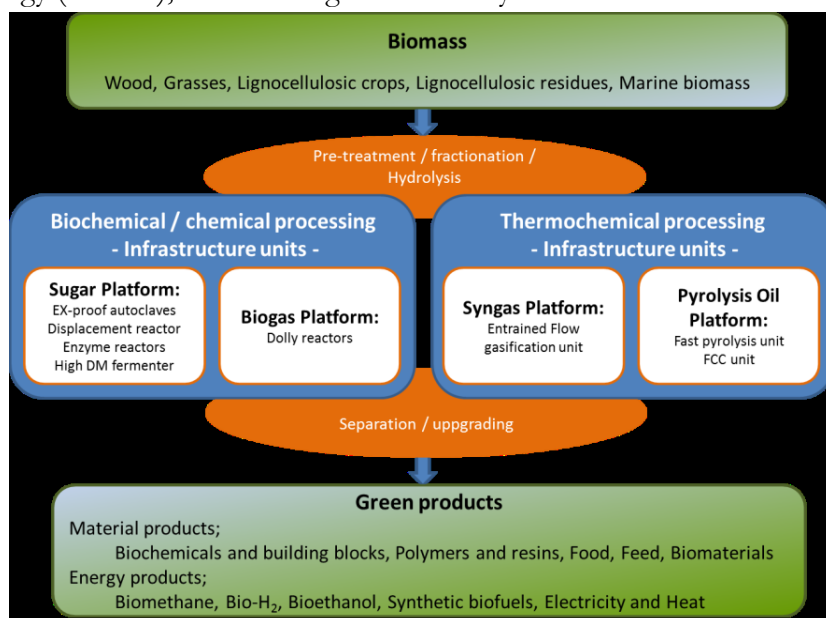 Biomass
Wood, Grasses, Lignocellulosic crops, Lignocellulosic residues, Marine biomass
Pre-treatment / fractionation /
Hydrolysis
Biochemical / chemical processing
- Infrastructure units -
Sugar Platform:
EX-proof autoclaves
Displacement reactor
Enzyme reactors
High DM fermenter
Biogas Platform:
Dolly reactors
Thermochemical processing
- Infrastructure units -
Syngas Platform:
Entrained Flow
gasification unit
Pyrolysis Oil
Platform:
Fast pyrolysis unit
FCC unit
Separation / uppgrading
Green products
Material products;
Biochemicals and building blocks, Polymers and resins, Food, Feed, Biomaterials
Energy products;
Biomethane, Bio-H₂, Bioethanol, Synthetic biofuels, Electricity and Heat